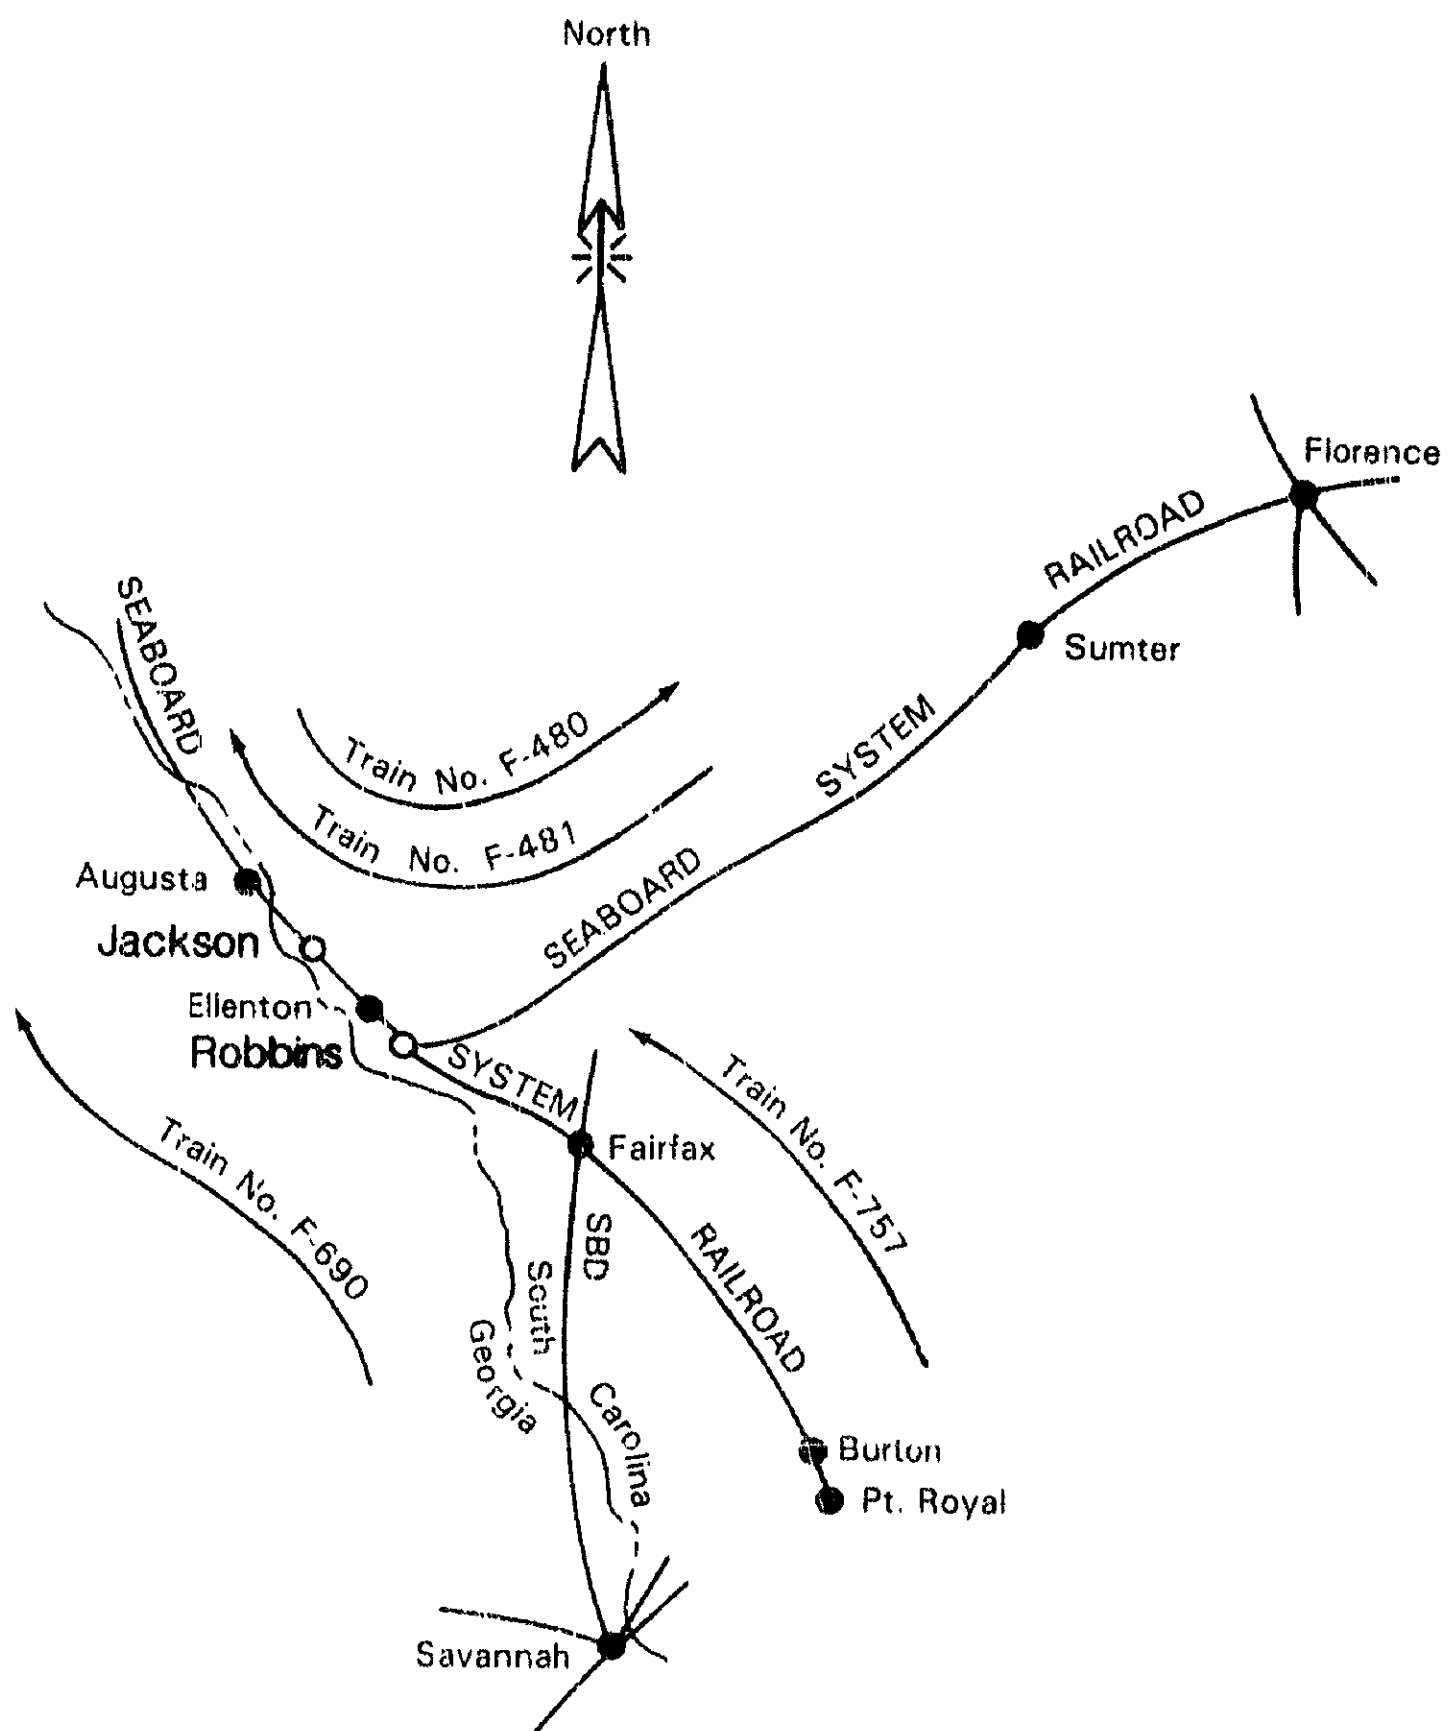 North
Florence
RAILROAD
Sumter
SEABOARD
SYSTEM
Train No. F-480
Train No. F-481
SEABOARD
Augusta
Jackson
Ellenton
Robbins
SYSTEM
Train No. F-757
Fairfax
Train No. F-690
SBD
RAILROAD
South
Georgia
Carolina
Burton
Pt. Royal
Savannah